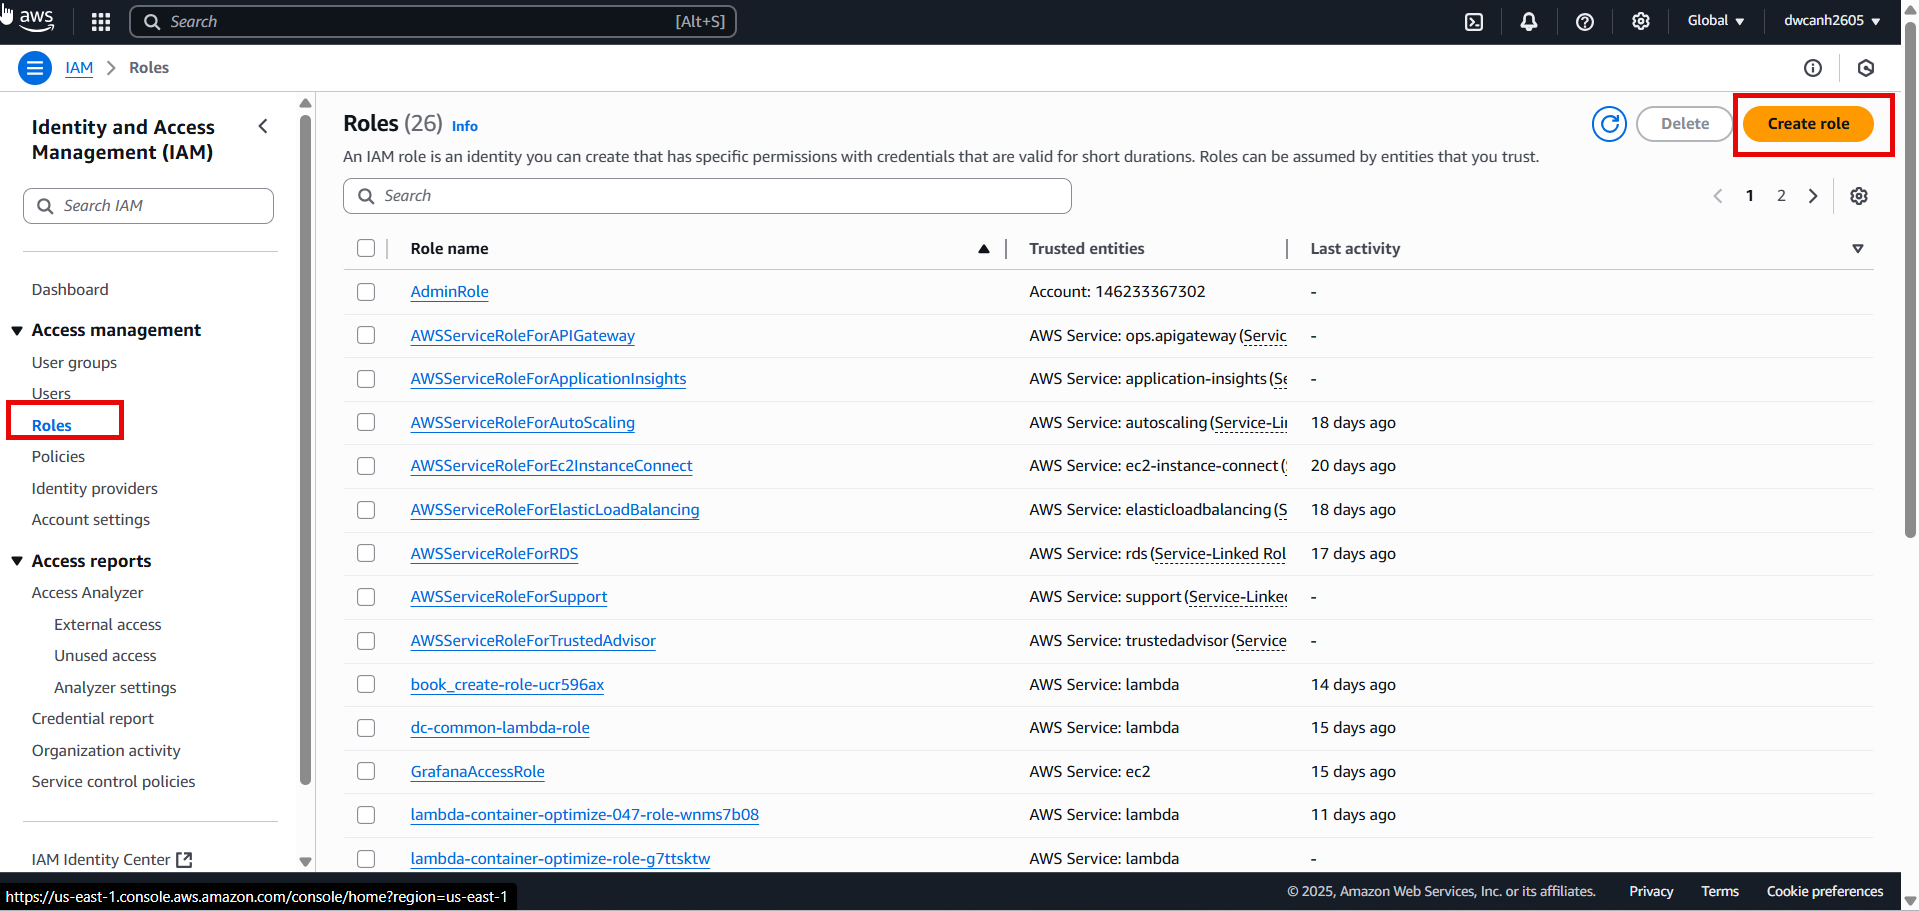 aws
Search [Alt+S]
Global
dwcanh2605
IAM > Roles
Identity and Access
Management (IAM)
Search IAM
Dashboard
Access management
User groups
Users
Roles
Policies
Identity providers
Account settings
Access reports
Access Analyzer
External access
Unused access
Analyzer settings
Credential report
Organization activity
Service control policies
IAM Identity Center
Roles (26) Info
Delete
Create role
An IAM role is an identity you can create that has specific permissions with credentials that are valid for short durations. Roles can be assumed by entities that you trust.
Search
1 2
Role name Trusted entities Last activity
AdminRole Account: 146233367302 -
AWSServiceRoleForAPIGateway AWS Service: ops.apigateway (Servic -
AWSServiceRoleForApplicationInsights AWS Service: application-insights (Se -
AWSServiceRoleForAutoScaling AWS Service: autoscaling (Service-Li 18 days ago
AWSServiceRoleForEc2InstanceConnect AWS Service: ec2-instance-connect ( 20 days ago
AWSServiceRoleForElasticLoadBalancing AWS Service: elasticloadbalancing (S 18 days ago
AWSServiceRoleForRDS AWS Service: rds (Service-Linked Rol 17 days ago
AWSServiceRoleForSupport AWS Service: support (Service-Linked -
AWSServiceRoleForTrustedAdvisor AWS Service: trustedadvisor (Service -
book_create-role-ucr596ax AWS Service: lambda 14 days ago
dc-common-lambda-role AWS Service: lambda 15 days ago
GrafanaAccessRole AWS Service: ec2 15 days ago
lambda-container-optimize-047-role-wnms7b08 AWS Service: lambda 11 days ago
lambda-container-optimize-role-g7ttsktw AWS Service: lambda -
https://us-east-1.console.aws.amazon.com/console/home?region=us-east-1
© 2025, Amazon Web Services, Inc. or its affiliates. Privacy Terms Cookie preferences